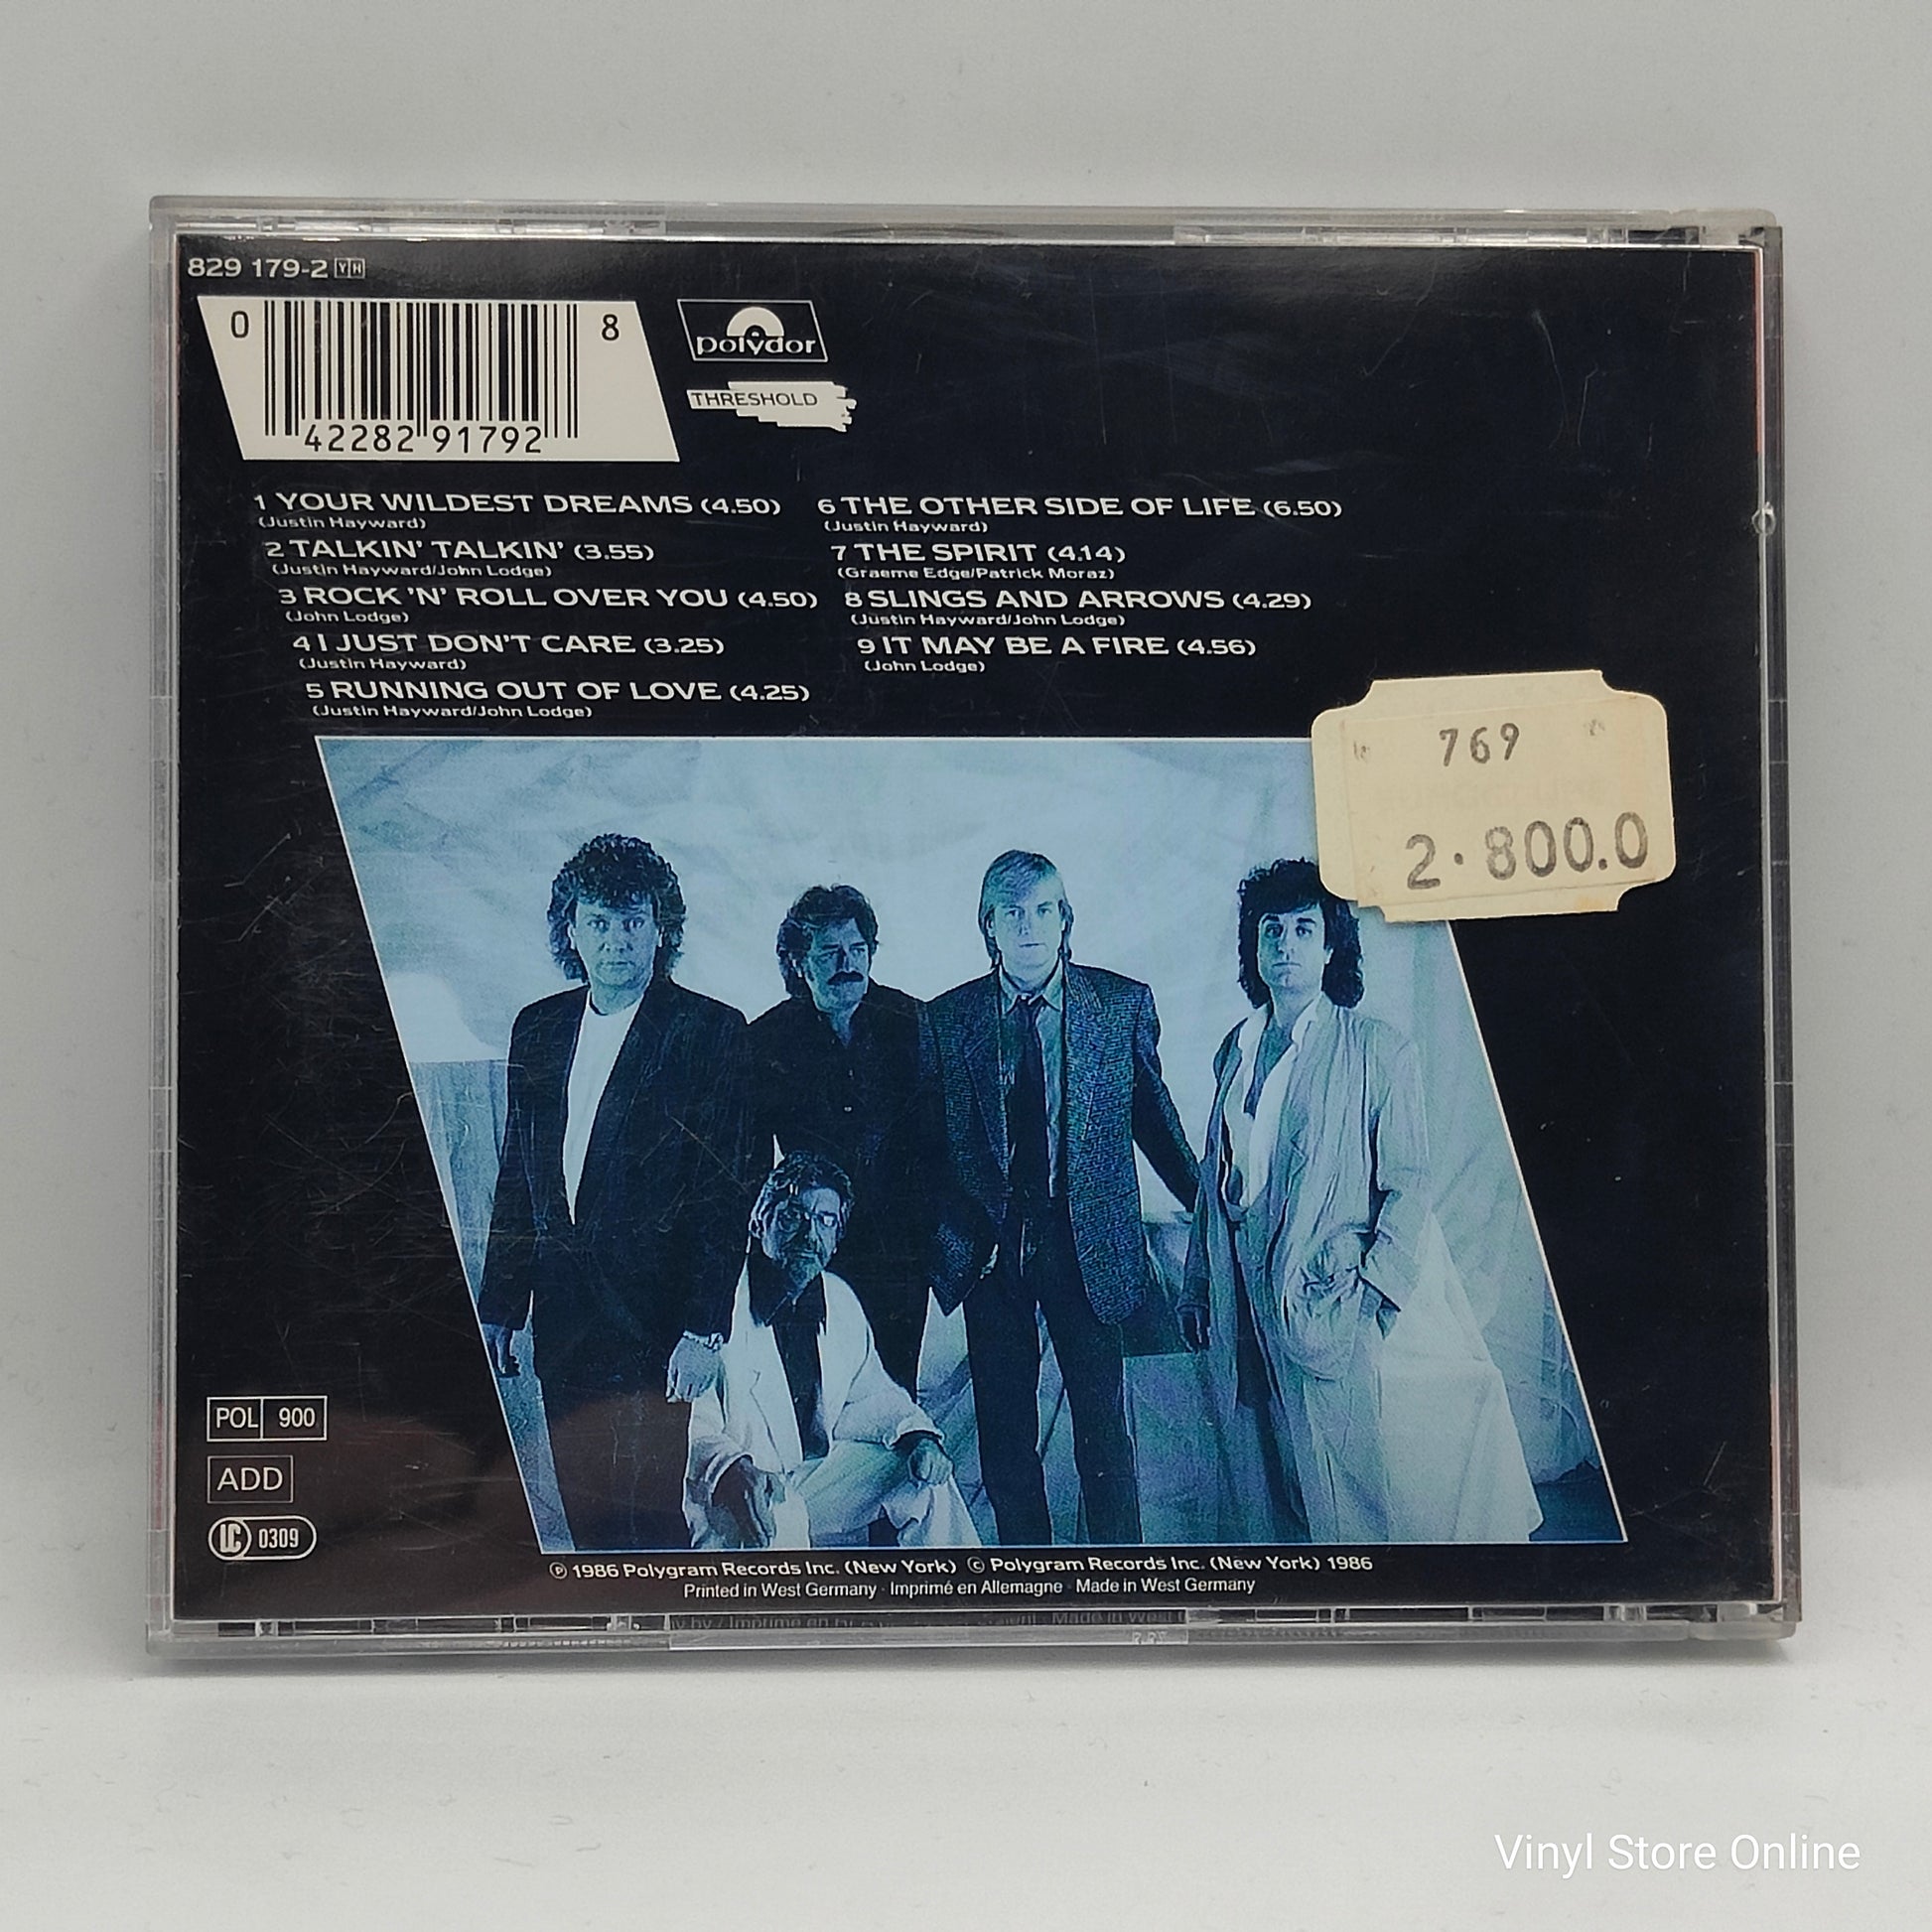 829 179-2 YH
0 8
42282 91792
polydor
THRESHOLD
1 YOUR WILDEST DREAMS (4.50)
(Justin Hayward)
2 TALKIN' TALKIN' (3.55)
(Justin Hayward/John Lodge)
3 ROCK 'N' ROLL OVER YOU (4.50)
(John Lodge)
4 I JUST DON'T CARE (3.25)
(Justin Hayward)
5 RUNNING OUT OF LOVE (4.25)
(Justin Hayward/John Lodge)
6 THE OTHER SIDE OF LIFE (6.50)
(Justin Hayward)
7 THE SPIRIT (4.14)
(Graeme Edge/Patrick Moraz)
8 SLINGS AND ARROWS (4.29)
(Justin Hayward/John Lodge)
9 IT MAY BE A FIRE (4.56)
(John Lodge)
769
2.800.0
POL 900
ADD
LC 0309
℗ 1986 Polygram Records Inc. (New York) © Polygram Records Inc. (New York) 1986
Printed in West Germany · Imprimé en Allemagne · Made in West Germany
Made in West
Vinyl Store Online